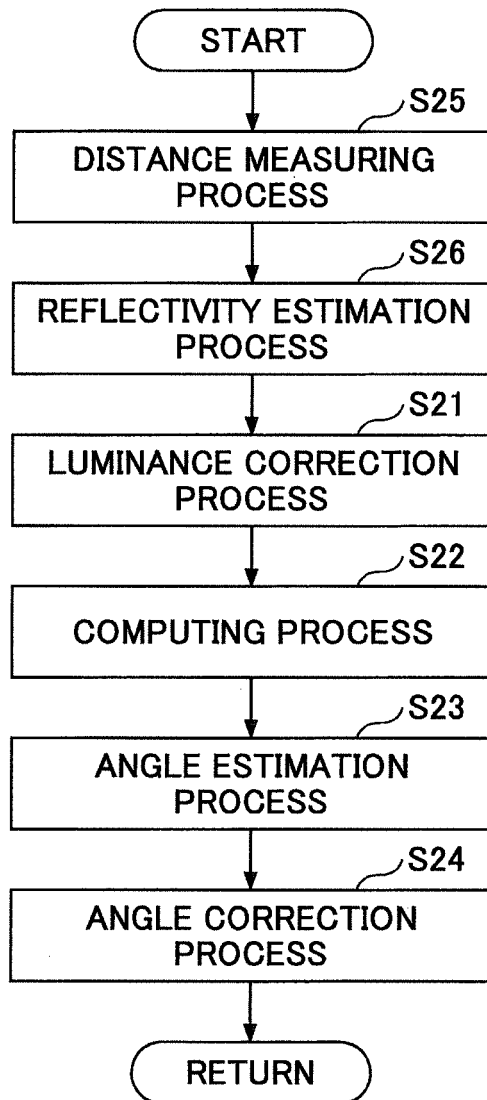 START
S25
DISTANCE MEASURING
PROCESS
S26
REFLECTIVITY ESTIMATION
PROCESS
S21
LUMINANCE CORRECTION
PROCESS
S22
COMPUTING PROCESS
S23
ANGLE ESTIMATION
PROCESS
S24
ANGLE CORRECTION
PROCESS
RETURN